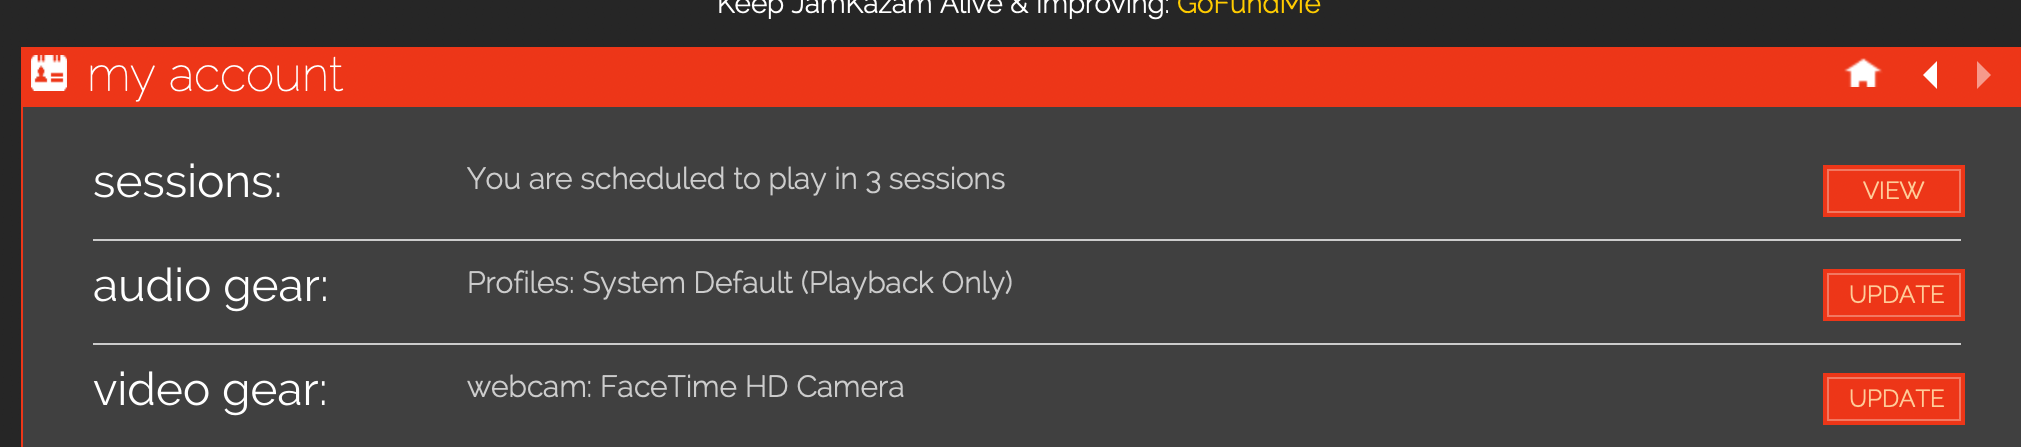 Keep JamKazam Alive & Improving: GoFundMe
my account
sessions: You are scheduled to play in 3 sessions VIEW
audio gear: Profiles: System Default (Playback Only) UPDATE
video gear: webcam: FaceTime HD Camera UPDATE